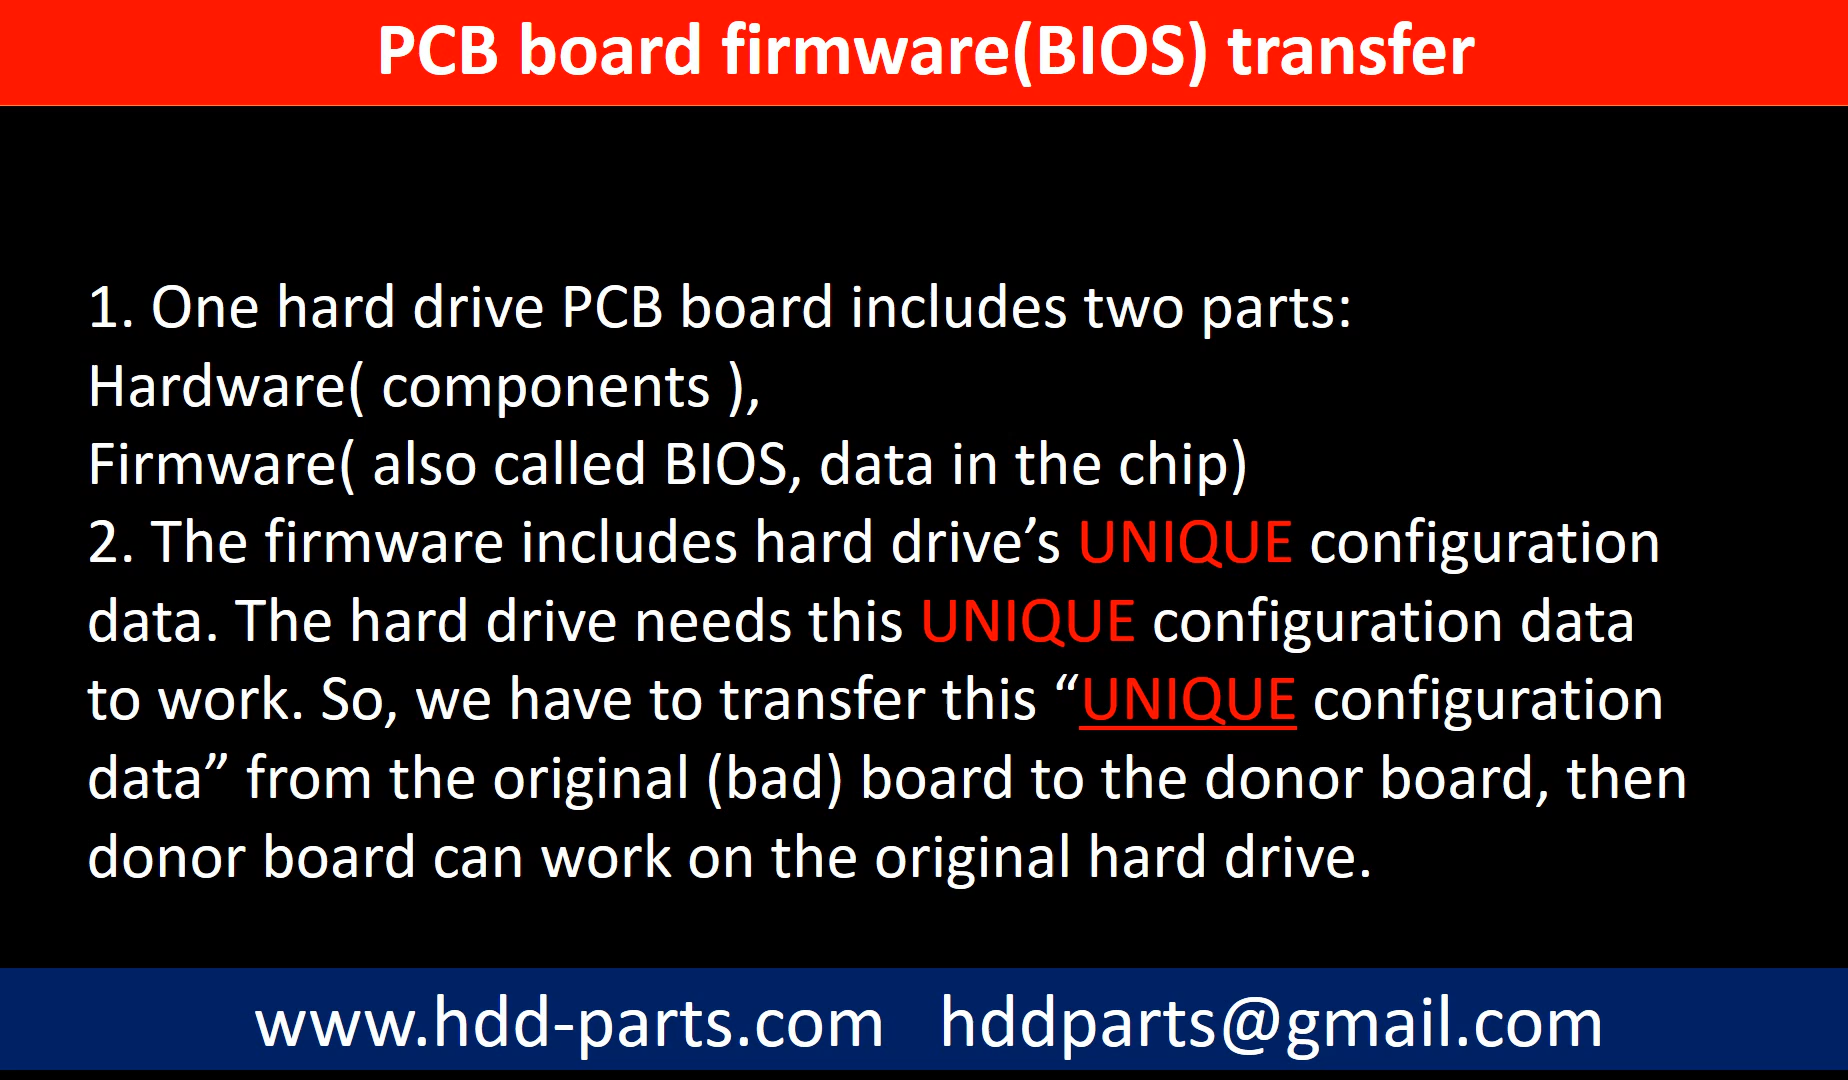 PCB board firmware(BIOS) transfer
1. One hard drive PCB board includes two parts:
Hardware( components ),
Firmware( also called BIOS, data in the chip)
2. The firmware includes hard drive’s UNIQUE configuration
data. The hard drive needs this UNIQUE configuration data
to work. So, we have to transfer this “UNIQUE configuration
data” from the original (bad) board to the donor board, then
donor board can work on the original hard drive.
www.hdd-parts.com hddparts@gmail.com